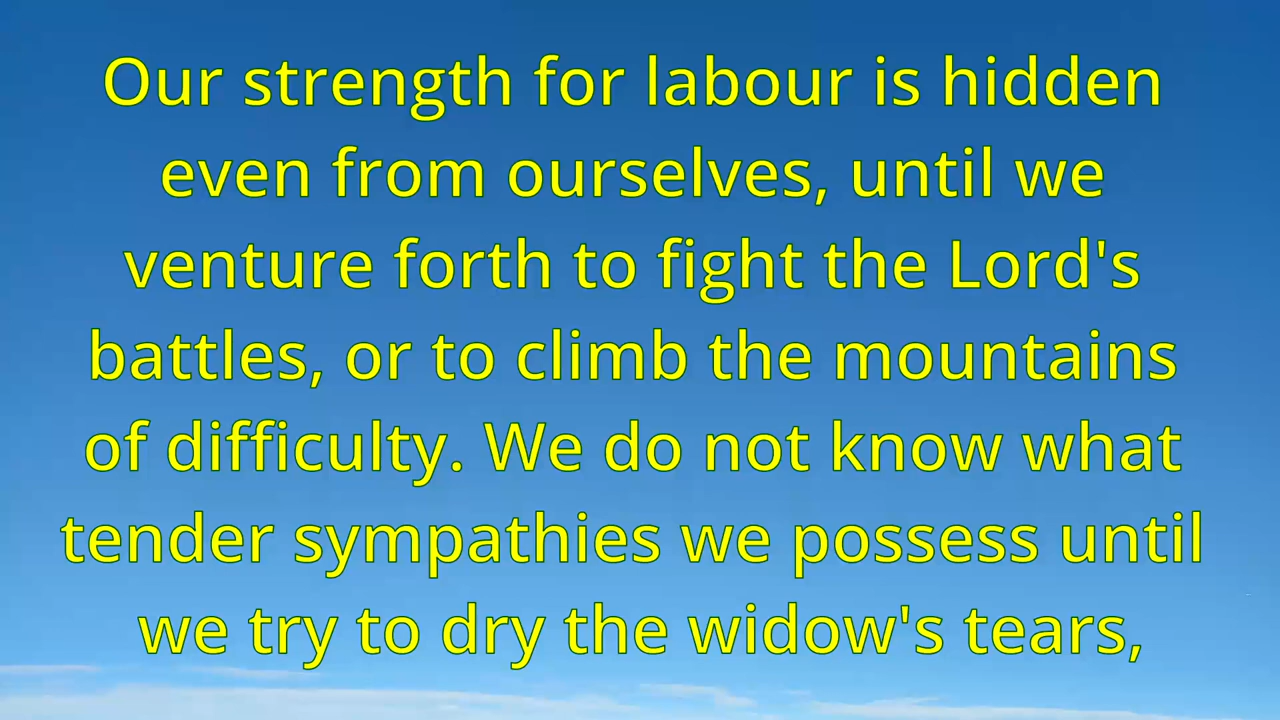 Our strength for labour is hidden
even from ourselves, until we
venture forth to fight the Lord's
battles, or to climb the mountains
of difficulty. We do not know what
tender sympathies we possess until
we try to dry the widow's tears,